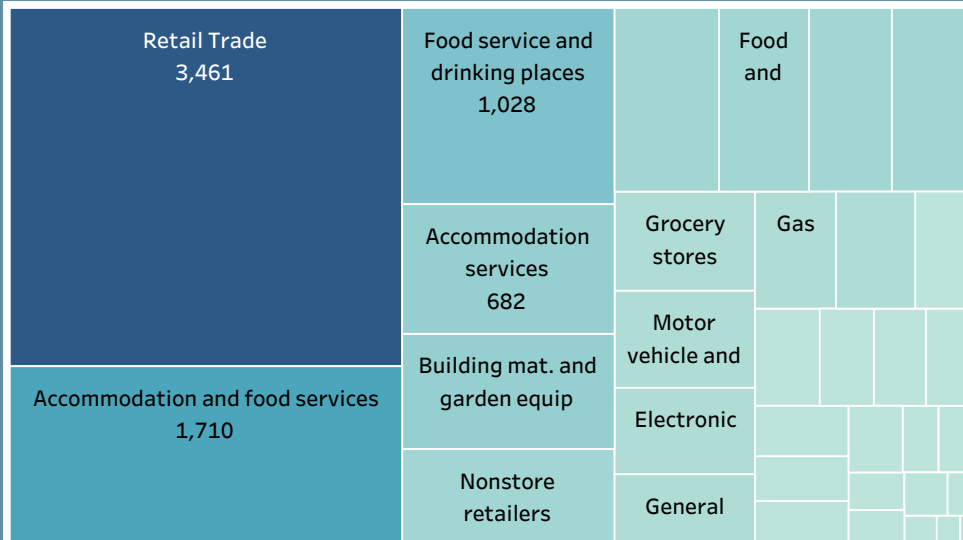 Retail Trade
3,461
Accommodation and food services
1,710
Food service and
drinking places
1,028
Accommodation
services
682
Building mat. and
garden equip
Nonstore
retailers
Food
and
Grocery
stores
Gas
Motor
vehicle and
Electronic
General